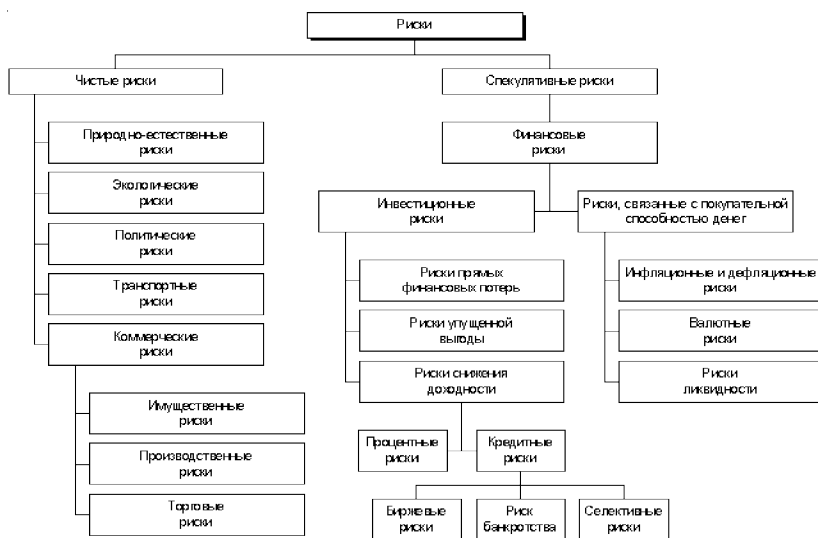 Риски
Чистые риски
Спекулятивные риски
Природно-естественные
риски
Финансовые
риски
Экологические
риски
Инвестиционные
риски
Риски, связанные с покупательной
способностью денег
Политические
риски
Транспортные
риски
Риски прямых
финансовых потерь
Инфляционные и дефляционные
риски
Коммерческие
риски
Риски упущенной
выгоды
Валютные
риски
Риски снижения
доходности
Риски
ликвидности
Имущественные
риски
Производственные
риски
Процентные
риски
Кредитные
риски
Торговые
риски
Биржевые
риски
Риск
банкротства
Селективные
риски